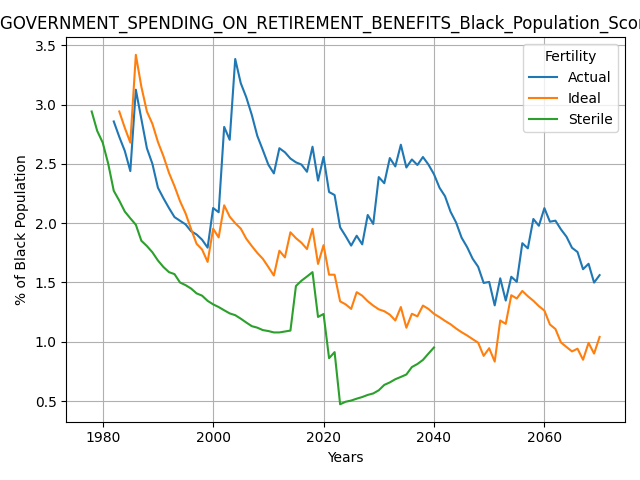 GOVERNMENT_SPENDING_ON_RETIREMENT_BENEFITS_Black_Population_Scor
3.5
3.0
2.5
2.0
1.5
1.0
0.5
% of Black Population
Fertility
Actual
Ideal
Sterile
1980
2000
2020
2040
2060
Years